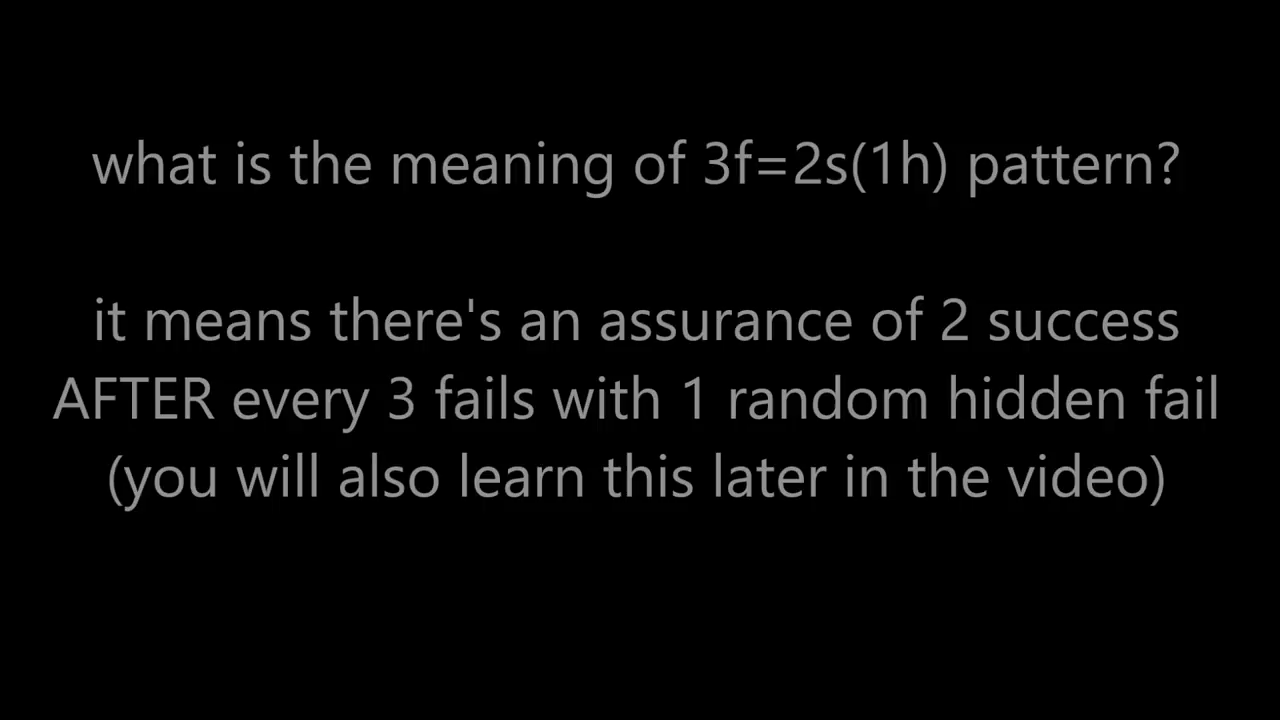 what is the meaning of 3f=2s(1h) pattern?
it means there's an assurance of 2 success
AFTER every 3 fails with 1 random hidden fail
(you will also learn this later in the video)